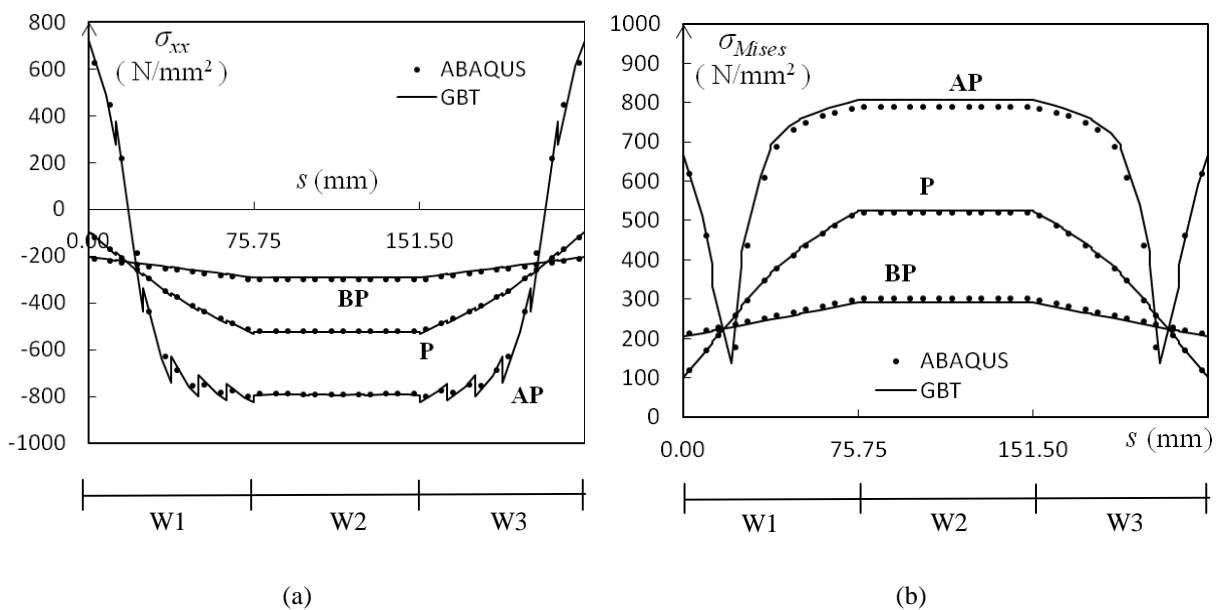 800
600
400
200
0
-200
-400
-600
-800
-1000
σxx
( N/mm²)
ABAQUS
GBT
s (mm)
0.00
75.75
151.50
BP
P
AP
W1
W2
W3
(a)
1000
900
800
700
600
500
400
300
200
100
0
σMises
( N/mm²)
AP
P
BP
ABAQUS
GBT
0.00
75.75
151.50
s (mm)
W1
W2
W3
(b)